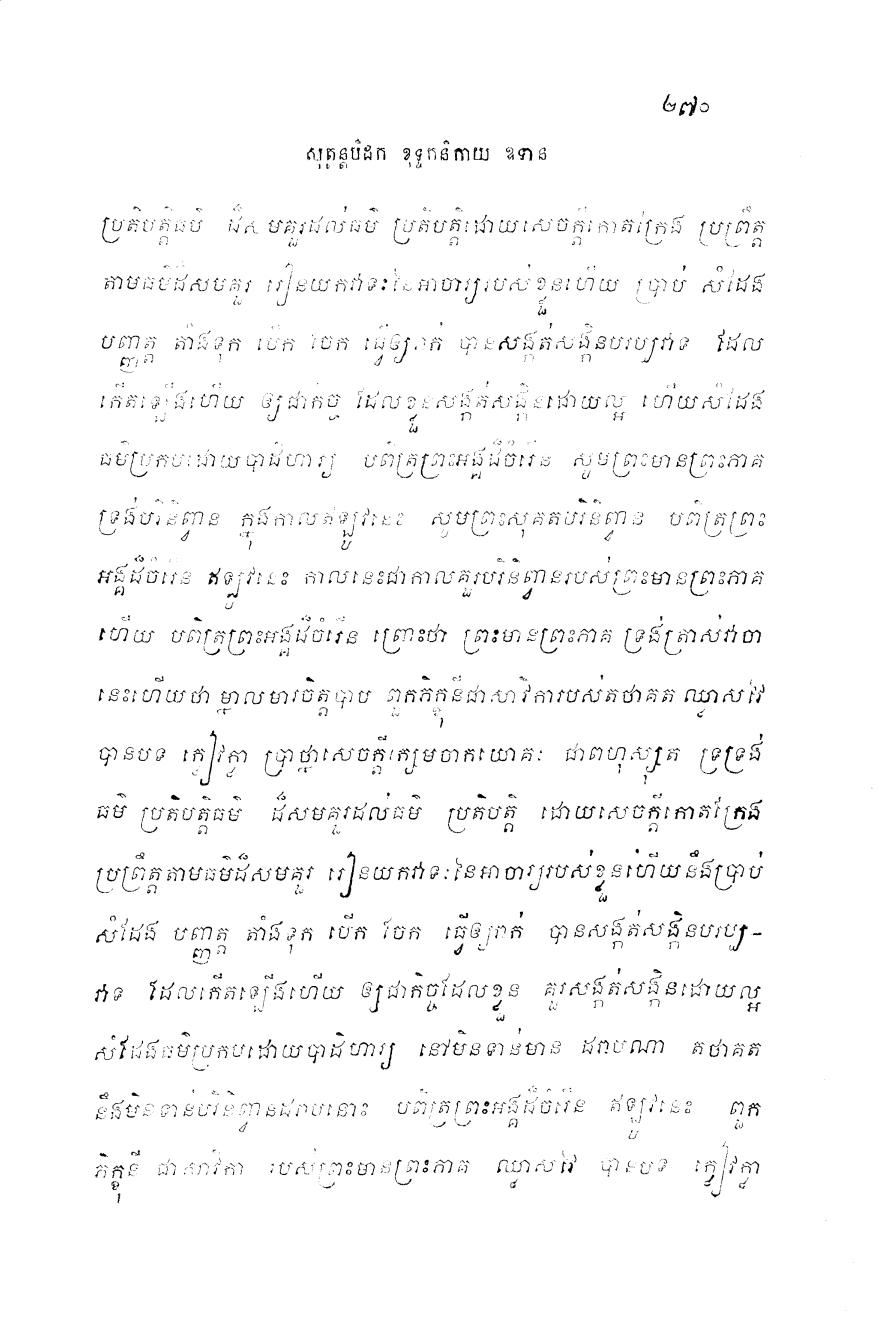 ២៧០
សុត្តន្តបិដក ខុទ្ទកនិកាយ ឧទាន
ប្រតិបត្តិធម៌ ដ៏សមគួរដល់ធម៌ ប្រតិបត្តិដោយសេចក្តីកោតក្រែង ប្រព្រឹត្ត
តាមធម៌ដ៏សមគួរ រៀនយកវាទៈនៃអាចារ្យរបស់ខ្លួនហើយ ប្រាប់ សំដែង
បញ្ញត្ត តាំងទុក បើក ចែក ធ្វើឲ្យរាក់ បានសង្កត់សង្កិនបរប្បវាទ ដែល
កើតឡើងហើយ ឲ្យជាកិច្ច ដែលខ្លួនសង្កត់សង្កិនដោយល្អ ហើយសំដែង
ធម៌ប្រកបដោយបាដិហារ្យ បពិត្រព្រះអង្គដ៏ចំរើន សូមព្រះមានព្រះភាគ
ទ្រង់បរិនិព្វាន ក្នុងកាលឥឡូវនេះ សូមព្រះសុគតបរិនិព្វាន បពិត្រព្រះ
អង្គដ៏ចំរើន ឥឡូវនេះ កាលនេះជាកាលគួរបរិនិព្វានរបស់ព្រះមានព្រះភាគ
ហើយ បពិត្រព្រះអង្គដ៏ចំរើន ព្រោះថា ព្រះមានព្រះភាគ ទ្រង់ត្រាស់វាចា
នេះហើយថា ម្នាលមារចិត្តបាប ពួកភិក្ខុនីជាសាវិការបស់តថាគត ឈ្លាសវៃ
បានបទ ក្លៀវក្លា ប្រាថ្នាសេចក្តីក្សេមចាកយោគៈ ជាពហុស្សុត ទ្រទ្រង់
ធម៌ ប្រតិបត្តិធម៌ ដ៏សមគួរដល់ធម៌ ប្រតិបត្តិ ដោយសេចក្តីកោតក្រែង
ប្រព្រឹត្តតាមធម៌ដ៏សមគួរ រៀនយកវាទៈនៃអាចារ្យរបស់ខ្លួនហើយនឹងប្រាប់
សំដែង បញ្ញត្ត តាំងទុក បើក ចែក ធ្វើឲ្យរាក់ បានសង្កត់សង្កិនបរប្ប-
វាទ ដែលកើតឡើងហើយ ឲ្យជាកិច្ចដែលខ្លួន គួរសង្កត់សង្កិនដោយល្អ
សំដែងធម៌ប្រកបដោយបាដិហារ្យ នៅមិនទាន់មាន ដរាបណា តថាគត
នឹងមិនទាន់បរិនិព្វានដរាបនោះ បពិត្រព្រះអង្គដ៏ចំរើន ឥឡូវនេះ ពួក
ភិក្ខុនី ជាសាវិកា របស់ព្រះមានព្រះភាគ ឈ្លាសវៃ បានបទ ក្លៀវក្លា